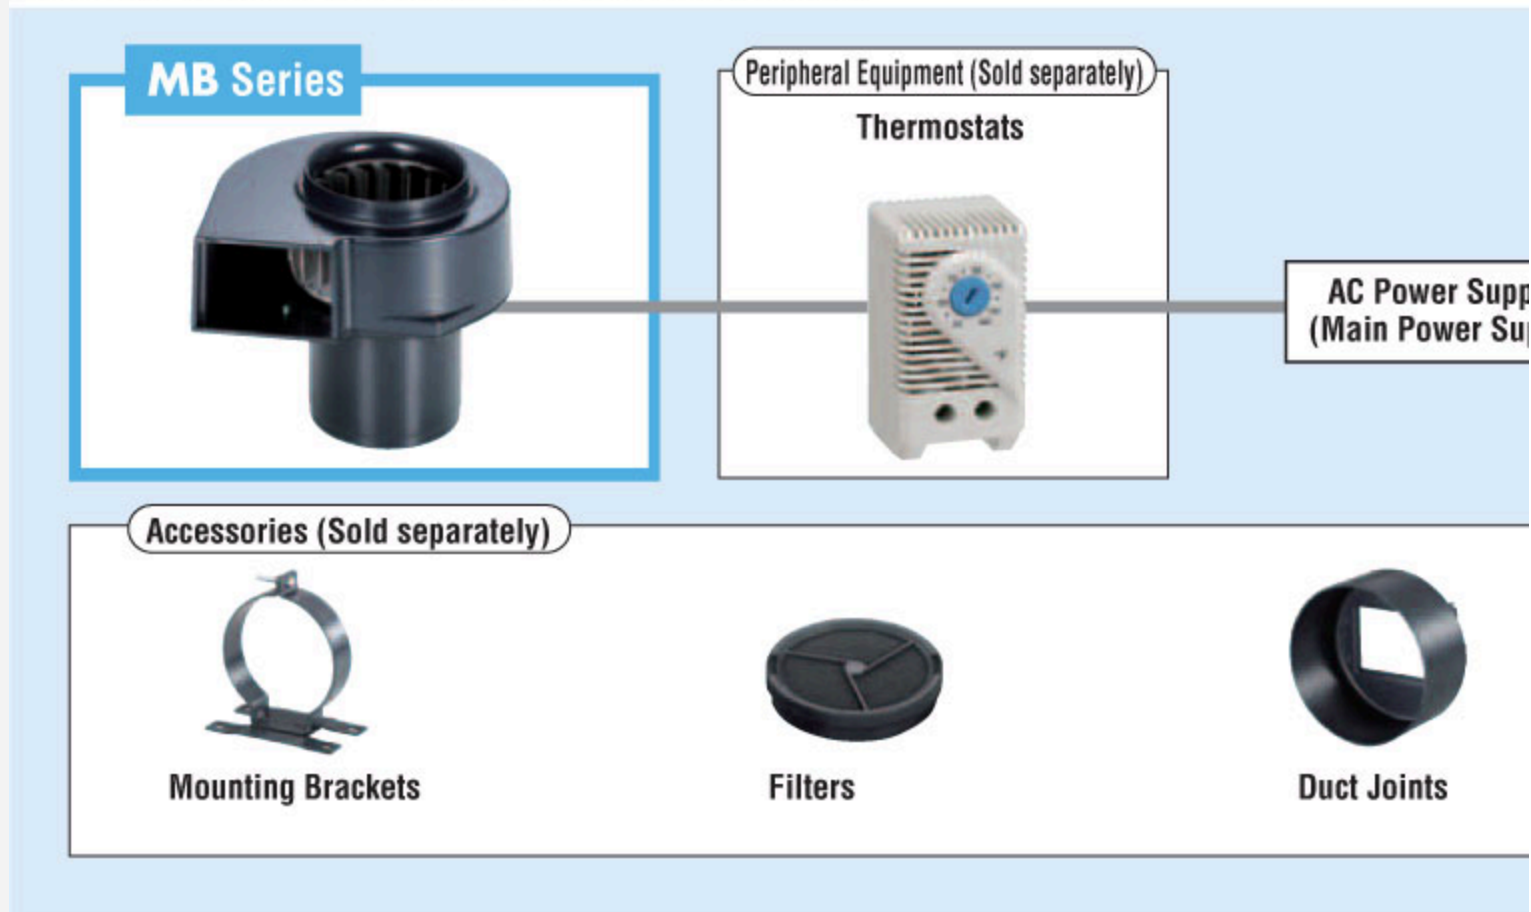 MB Series
Peripheral Equipment (Sold separately)
Thermostats
AC Power Supp
(Main Power Sup
Accessories (Sold separately)
Mounting Brackets
Filters
Duct Joints